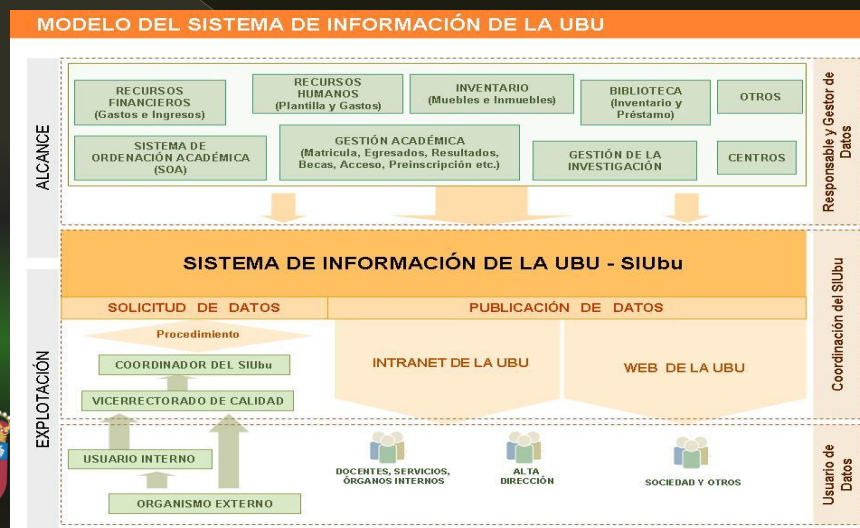 MODELO DEL SISTEMA DE INFORMACIÓN DE LA UBU
ALCANCE
RECURSOS
FINANCIEROS
(Gastos e Ingresos)
RECURSOS
HUMANOS
(Plantilla y Gastos)
INVENTARIO
(Muebles e Inmuebles)
BIBLIOTECA
(Inventario y
Préstamo)
OTROS
SISTEMA DE
ORDENACIÓN ACADÉMICA
(SOA)
GESTIÓN ACADÉMICA
(Matricula, Egresados, Resultados,
Becas, Acceso, Preinscripción etc.)
GESTIÓN DE LA
INVESTIGACIÓN
CENTROS
Responsable y Gestor de
Datos
SISTEMA DE INFORMACIÓN DE LA UBU - SIUbu
SOLICITUD DE DATOS
PUBLICACIÓN DE DATOS
EXPLOTACIÓN
Procedimiento
COORDINADOR DEL SIUbu
VICERRECTORADO DE CALIDAD
INTRANET DE LA UBU
WEB DE LA UBU
Coordinación del SIUbu
USUARIO INTERNO
ORGANISMO EXTERNO
DOCENTES, SERVICIOS,
ÓRGANOS INTERNOS
ALTA
DIRECCIÓN
SOCIEDAD Y OTROS
Usuario de
Datos